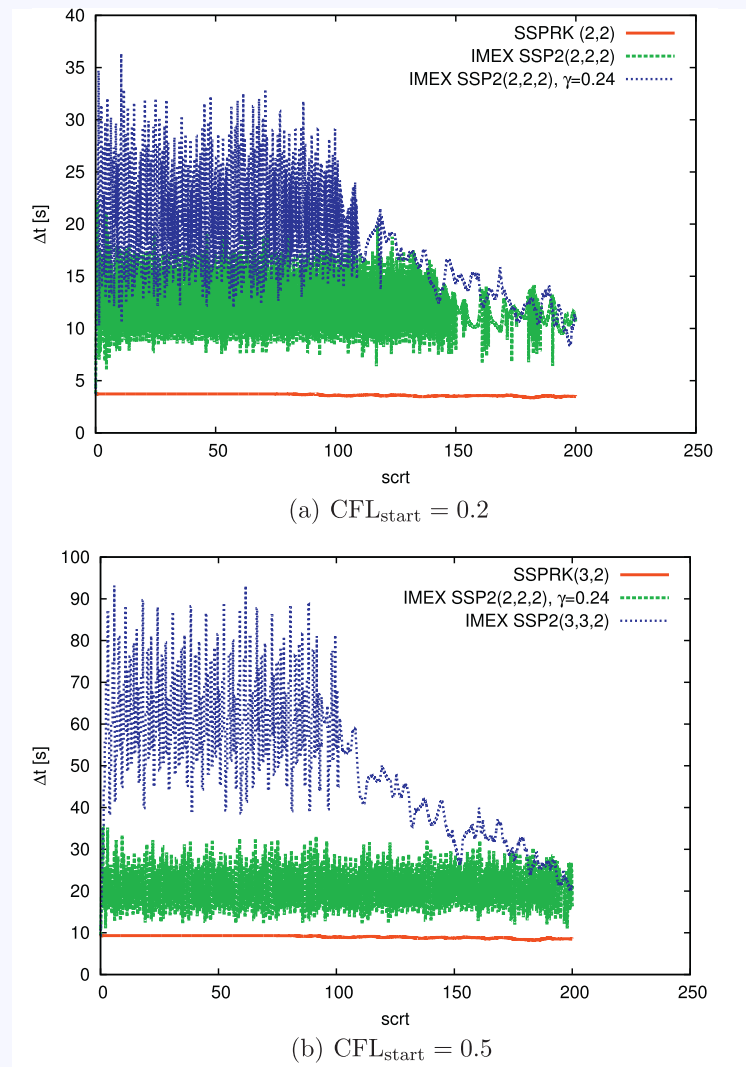 SSPRK (2,2)
IMEX SSP2(2,2,2)
IMEX SSP2(2,2,2), γ=0.24
40
35
30
25
20
15
10
5
0
Δt [s]
0 50 100 150 200 250
scrt
(a) CFLstart = 0.2
SSPRK(3,2)
IMEX SSP2(2,2,2), γ=0.24
IMEX SSP2(3,3,2)
100
90
80
70
60
50
40
30
20
10
0
Δt [s]
0 50 100 150 200 250
scrt
(b) CFLstart = 0.5